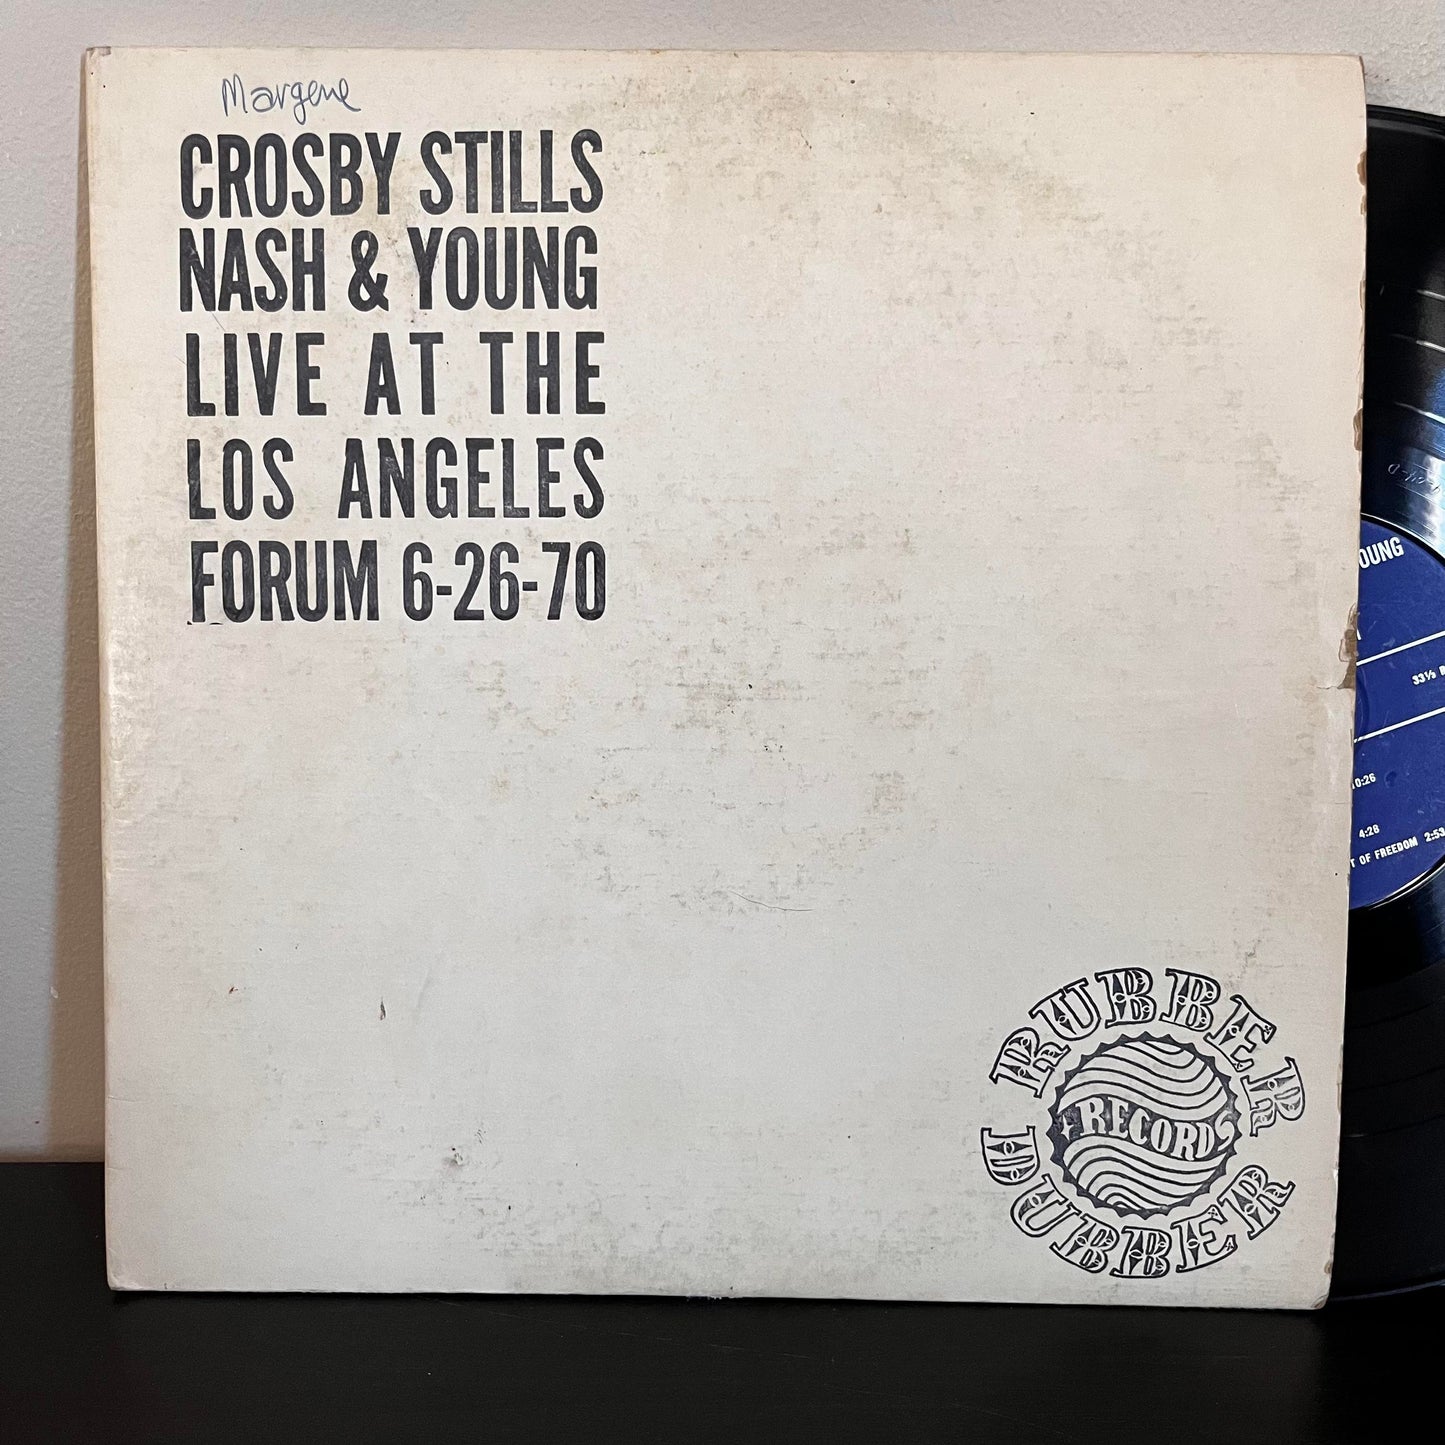 Margene
CROSBY STILLS
NASH & YOUNG
LIVE AT THE
LOS ANGELES
FORUM 6-26-70
OUNG
33⅓ R
10:26
4:28
T OF FREEDOM 2:53
RUBBER
RECORDS
DUBBER